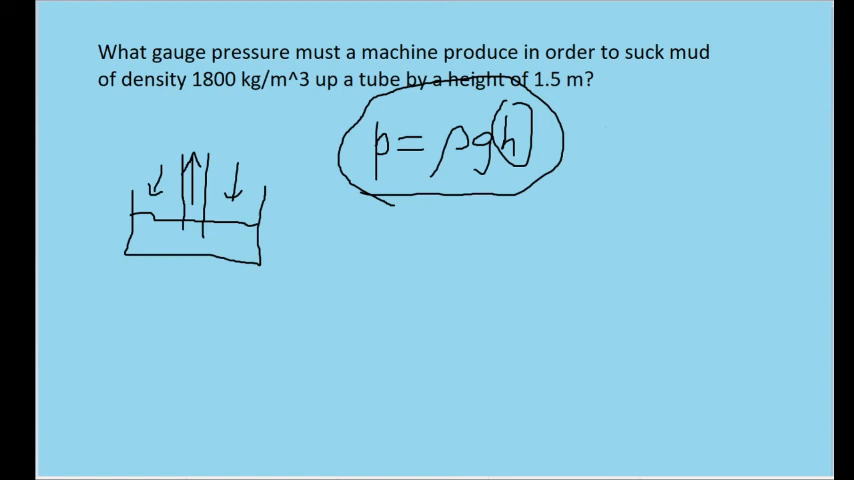 What gauge pressure must a machine produce in order to suck mud
of density 1800 kg/m^3 up a tube by a height of 1.5 m?
p = ρgh